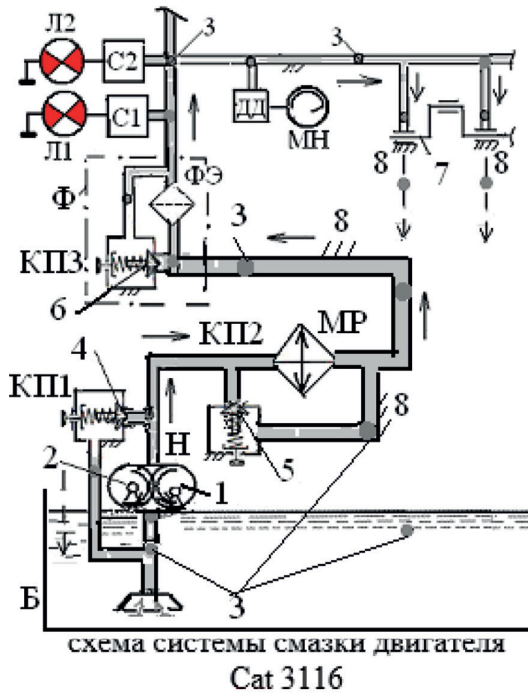 Л2
С2
3
3
Л1
С1
ДД
МН
8
7
8
Ф
ФЭ
КП3
6
3
8
КП2
МР
4
КП1
8
Н
5
2
1
3
Б
схема системы смазки двигателя
Cat 3116